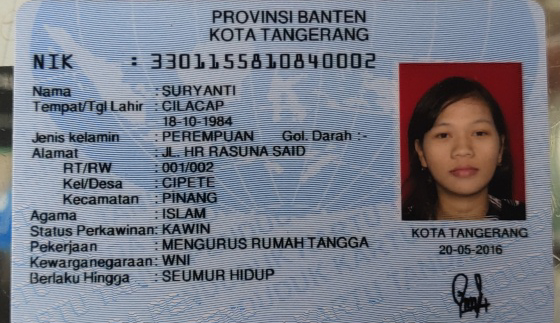 PROVINSI BANTEN
KOTA TANGERANG
NIK : 3301155810840002
Nama : SURYANTI
Tempat/Tgl Lahir : CILACAP
18-10-1984
Jenis kelamin : PEREMPUAN Gol. Darah :-
Alamat : JL. HR RASUNA SAID
RT/RW : 001/002
Kel/Desa : CIPETE
Kecamatan : PINANG
Agama : ISLAM
Status Perkawinan: KAWIN
Pekerjaan : MENGURUS RUMAH TANGGA
Kewarganegaraan: WNI
Berlaku Hingga : SEUMUR HIDUP
KOTA TANGERANG
20-05-2016